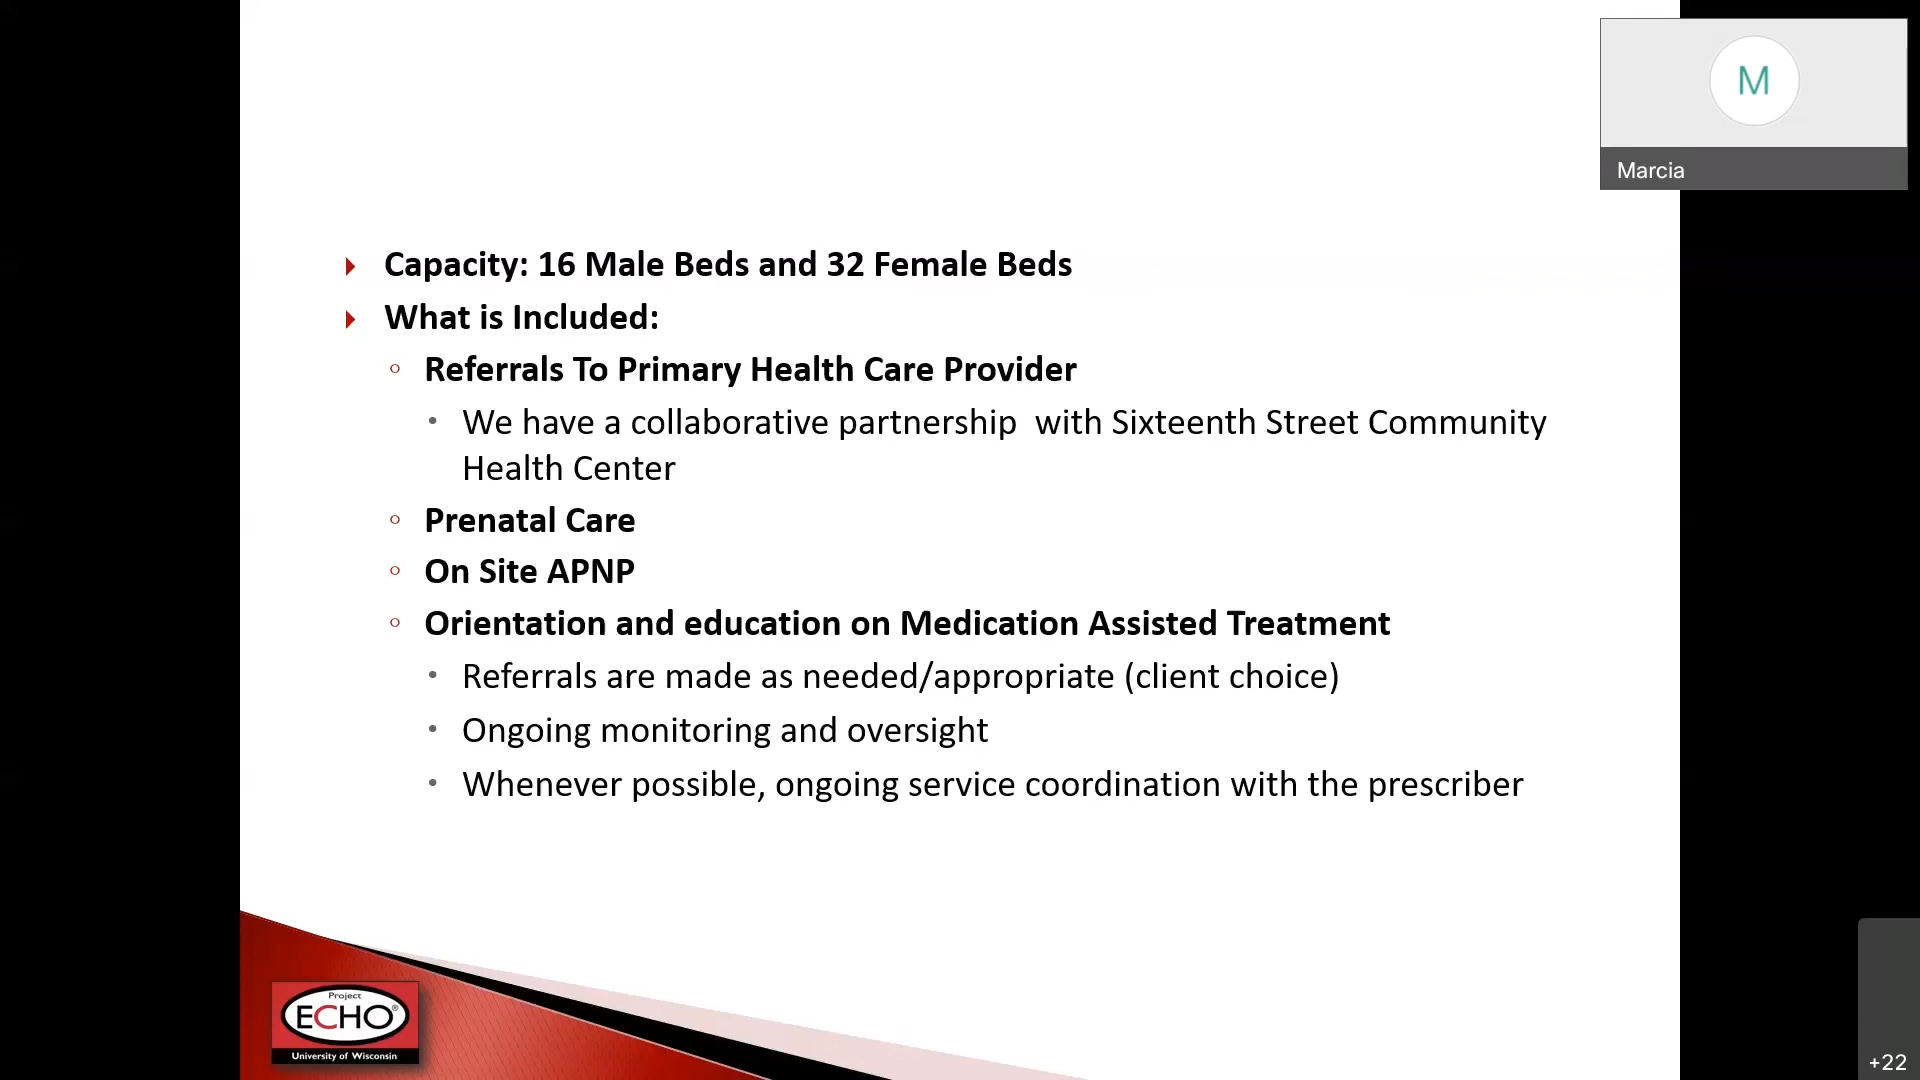 M
Marcia
Capacity: 16 Male Beds and 32 Female Beds
What is Included:
Referrals To Primary Health Care Provider
We have a collaborative partnership  with Sixteenth Street Community
Health Center
Prenatal Care
On Site APNP
Orientation and education on Medication Assisted Treatment
Referrals are made as needed/appropriate (client choice)
Ongoing monitoring and oversight
Whenever possible, ongoing service coordination with the prescriber
Project
ECHO®
University of Wisconsin
+22